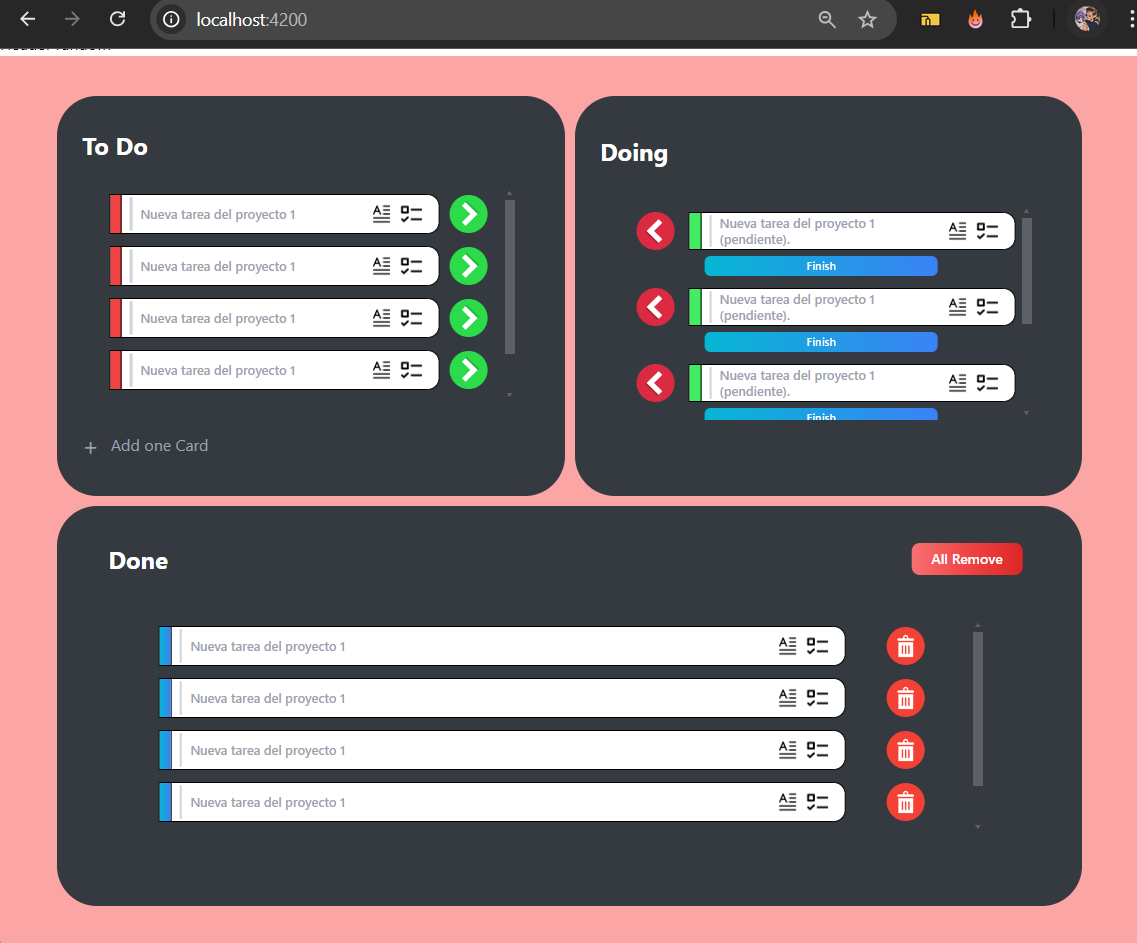 localhost:4200
To Do
Nueva tarea del proyecto 1
Nueva tarea del proyecto 1
Nueva tarea del proyecto 1
Nueva tarea del proyecto 1
+ Add one Card
Doing
Nueva tarea del proyecto 1
(pendiente).
Finish
Nueva tarea del proyecto 1
(pendiente).
Finish
Nueva tarea del proyecto 1
(pendiente).
Finish
Done
All Remove
Nueva tarea del proyecto 1
Nueva tarea del proyecto 1
Nueva tarea del proyecto 1
Nueva tarea del proyecto 1